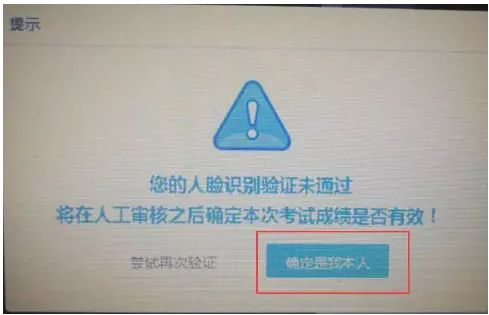 提示
您的人脸识别验证未通过
将在人工审核之后确定本次考试成绩是否有效！
尝试再次验证
确定是我本人